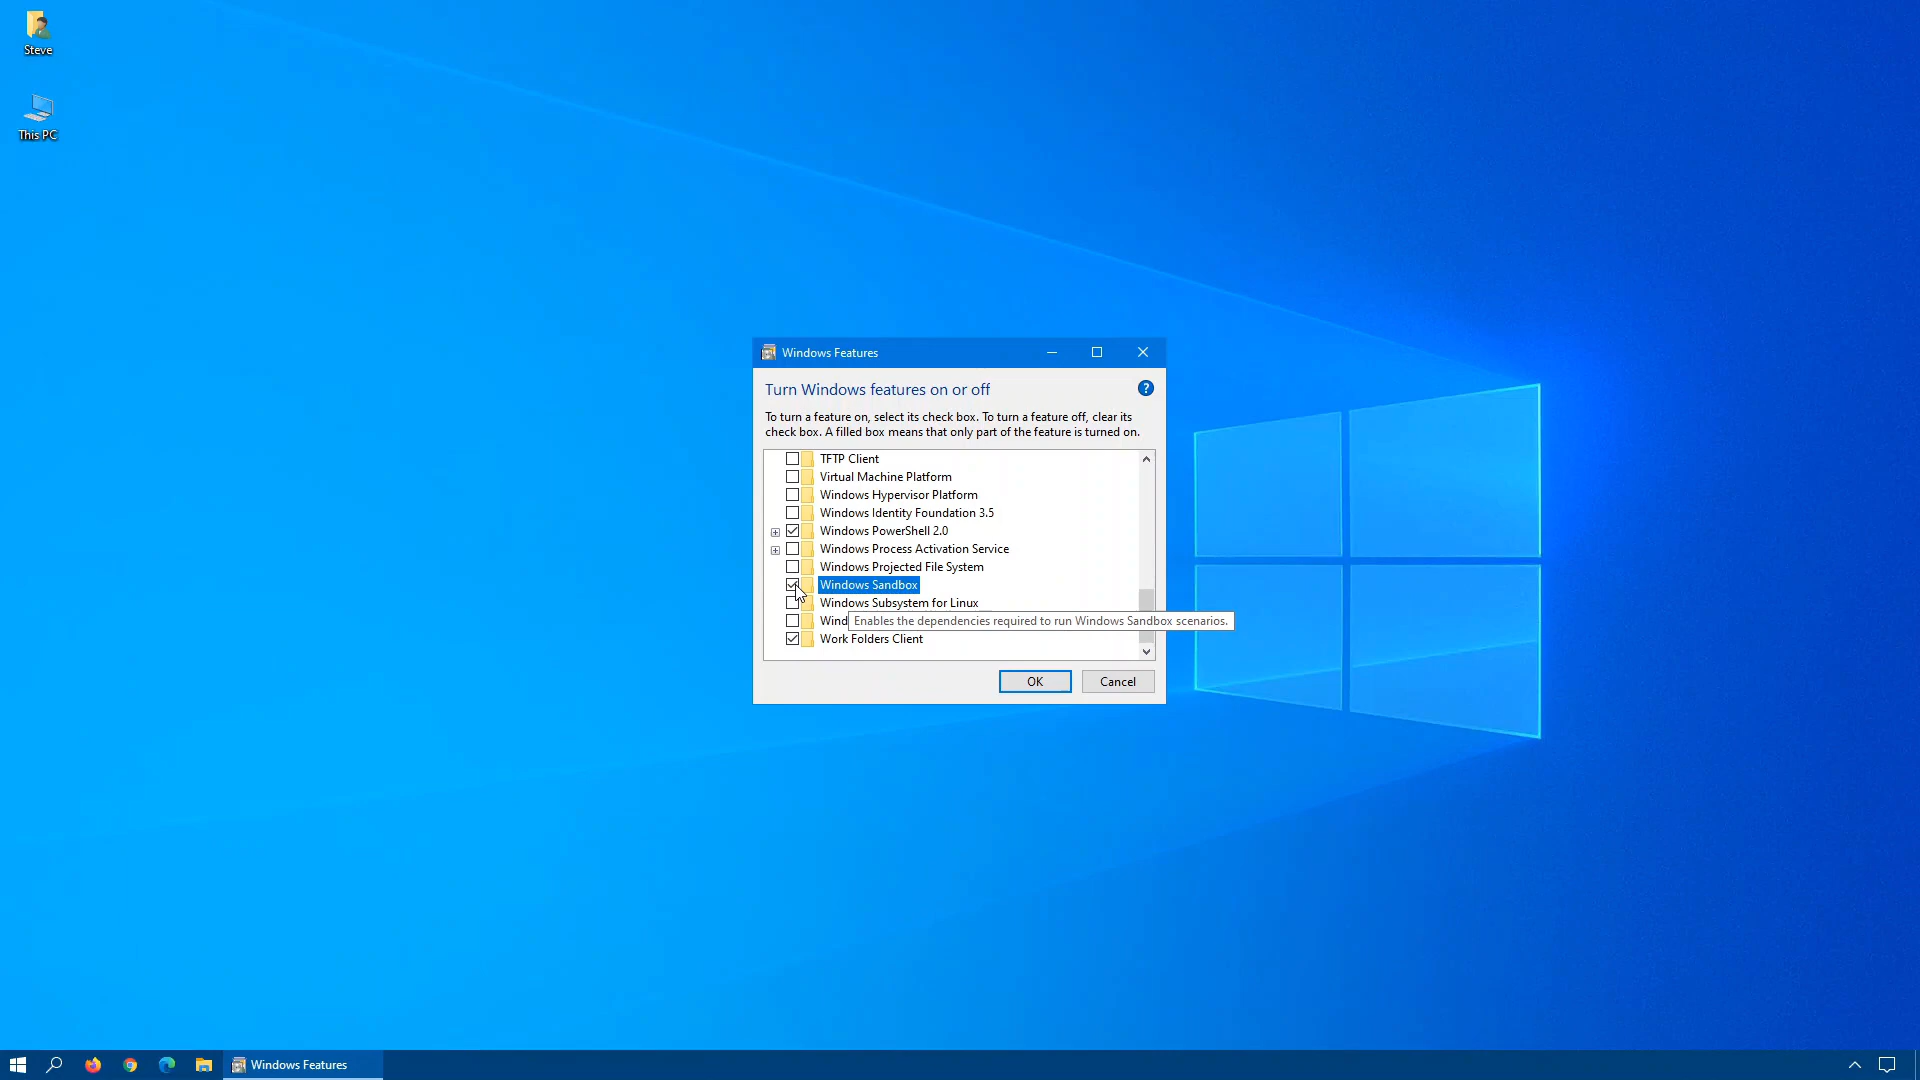 Steve
This PC
Windows Features
Turn Windows features on or off
?
To turn a feature on, select its check box. To turn a feature off, clear its
check box. A filled box means that only part of the feature is turned on.
TFTP Client
Virtual Machine Platform
Windows Hypervisor Platform
Windows Identity Foundation 3.5
Windows PowerShell 2.0
Windows Process Activation Service
Windows Projected File System
Windows Sandbox
Windows Subsystem for Linux
Wind
Enables the dependencies required to run Windows Sandbox scenarios.
Work Folders Client
OK
Cancel
Windows Features